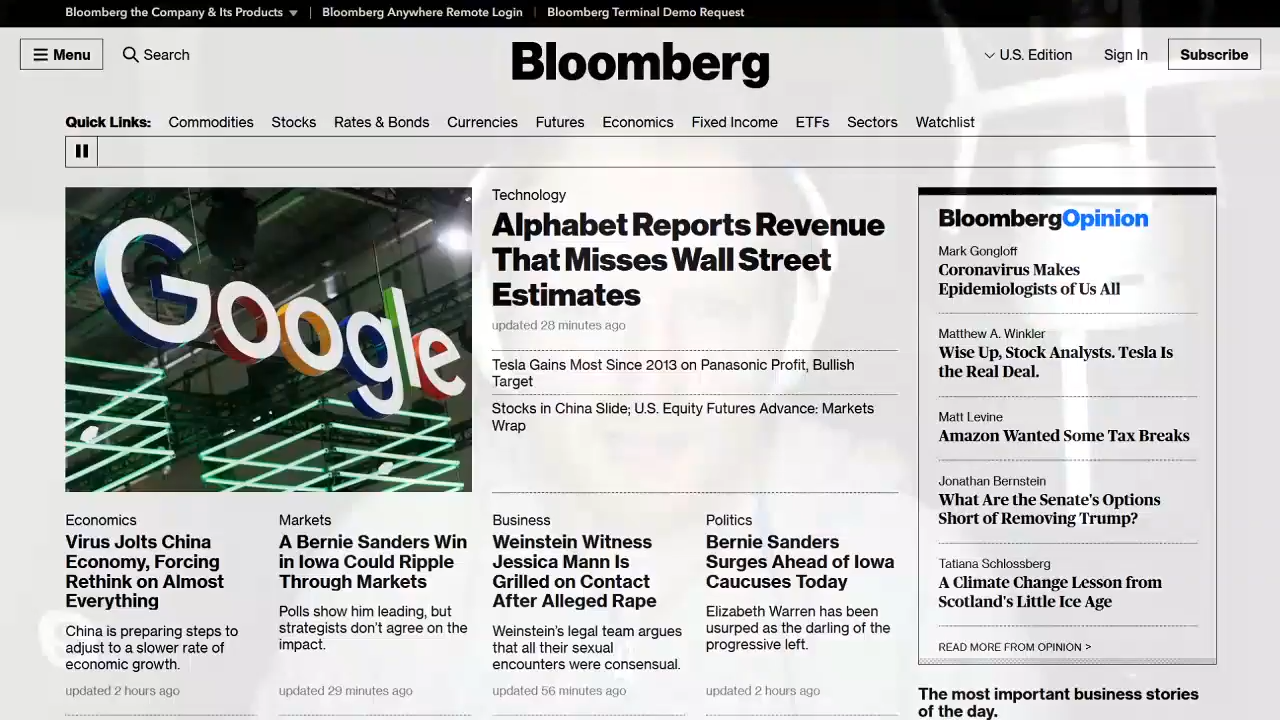 Bloomberg the Company & Its Products
Bloomberg Anywhere Remote Login
Bloomberg Terminal Demo Request
Menu
Search
Bloomberg
U.S. Edition
Sign In
Subscribe
Quick Links:
Commodities
Stocks
Rates & Bonds
Currencies
Futures
Economics
Fixed Income
ETFs
Sectors
Watchlist
Google
Technology
Alphabet Reports Revenue
That Misses Wall Street
Estimates
updated 28 minutes ago
Tesla Gains Most Since 2013 on Panasonic Profit, Bullish
Target
Stocks in China Slide; U.S. Equity Futures Advance: Markets
Wrap
BloombergOpinion
Mark Gongloff
Coronavirus Makes
Epidemiologists of Us All
Matthew A. Winkler
Wise Up, Stock Analysts. Tesla Is
the Real Deal.
Matt Levine
Amazon Wanted Some Tax Breaks
Jonathan Bernstein
What Are the Senate's Options
Short of Removing Trump?
Tatiana Schlossberg
A Climate Change Lesson from
Scotland's Little Ice Age
READ MORE FROM OPINION >
Economics
Virus Jolts China
Economy, Forcing
Rethink on Almost
Everything
China is preparing steps to
adjust to a slower rate of
economic growth.
updated 2 hours ago
Markets
A Bernie Sanders Win
in Iowa Could Ripple
Through Markets
Polls show him leading, but
strategists don't agree on the
impact.
updated 29 minutes ago
Business
Weinstein Witness
Jessica Mann Is
Grilled on Contact
After Alleged Rape
Weinstein's legal team argues
that all their sexual
encounters were consensual.
updated 56 minutes ago
Politics
Bernie Sanders
Surges Ahead of Iowa
Caucuses Today
Elizabeth Warren has been
usurped as the darling of the
progressive left.
updated 2 hours ago
The most important business stories
of the day.